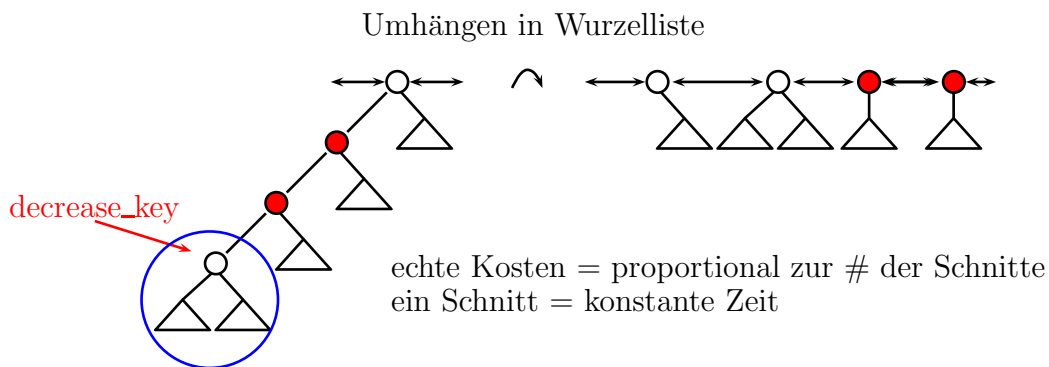 Umhängen in Wurzelliste
decrease_key
echte Kosten = proportional zur # der Schnitte
ein Schnitt = konstante Zeit